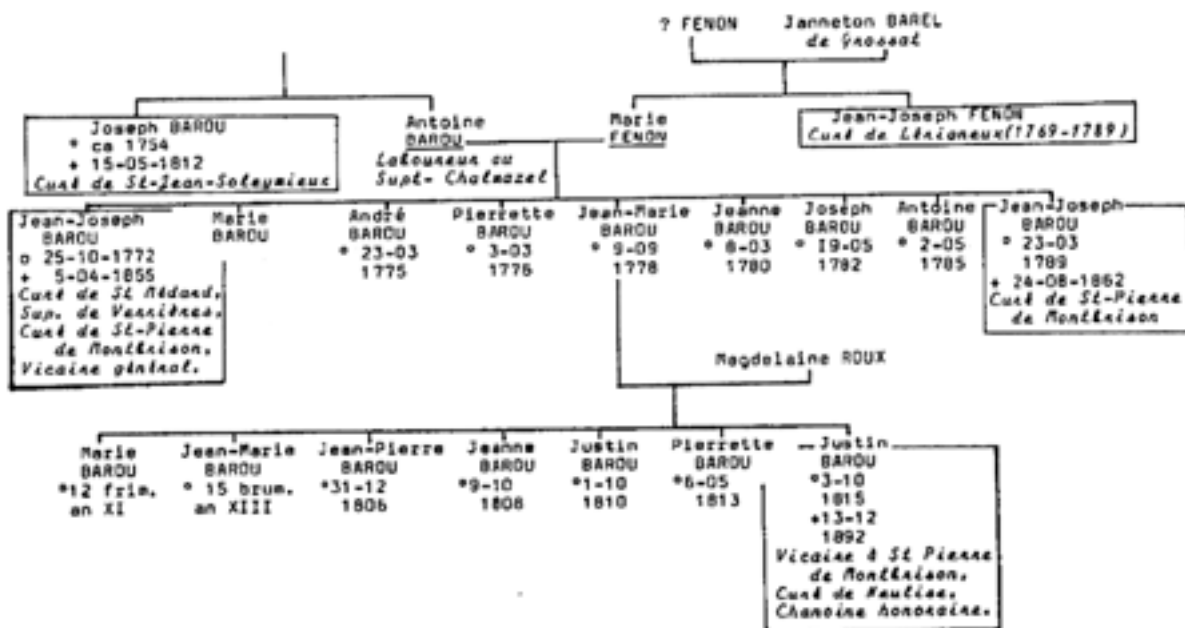 ? FENON
Janneton BAREL
de Grossat
Joseph BAROU
° ca 1754
+ 15-05-1812
Curé de St-Jean-Soleymieux
Antoine
BAROU
Laboureur au
Supt- Chalmazel
Marie
FENON
Jean-Joseph FENON
Curé de Lérigneux(1769-1789)
Jean-Joseph
BAROU
° 25-10-1772
+ 5-04-1855
Curé de St Médard,
Sup. de Verrières,
Curé de St-Pierre
de Montbrison,
Vicaire général.
Marie
BAROU
André
BAROU
° 23-03
1775
Pierrette
BAROU
° 3-03
1776
Jean-Marie
BAROU
° 9-09
1778
Jeanne
BAROU
° 8-03
1780
Joseph
BAROU
° 19-05
1782
Antoine
BAROU
° 2-05
1785
Jean-Joseph
BAROU
° 23-03
1789
+ 24-08-1862
Curé de St-Pierre
de Montbrison
Magdelaine ROUX
Marie
BAROU
°12 frim.
an XI
Jean-Marie
BAROU
° 15 brum.
an XIII
Jean-Pierre
BAROU
°31-12
1806
Jeanne
BAROU
°9-10
1808
Justin
BAROU
°1-10
1810
Pierrette
BAROU
°6-05
1813
Justin
BAROU
°3-10
1815
+13-12
1892
Vicaire à St Pierre
de Montbrison,
Curé de Neulise,
Chanoine honoraire.